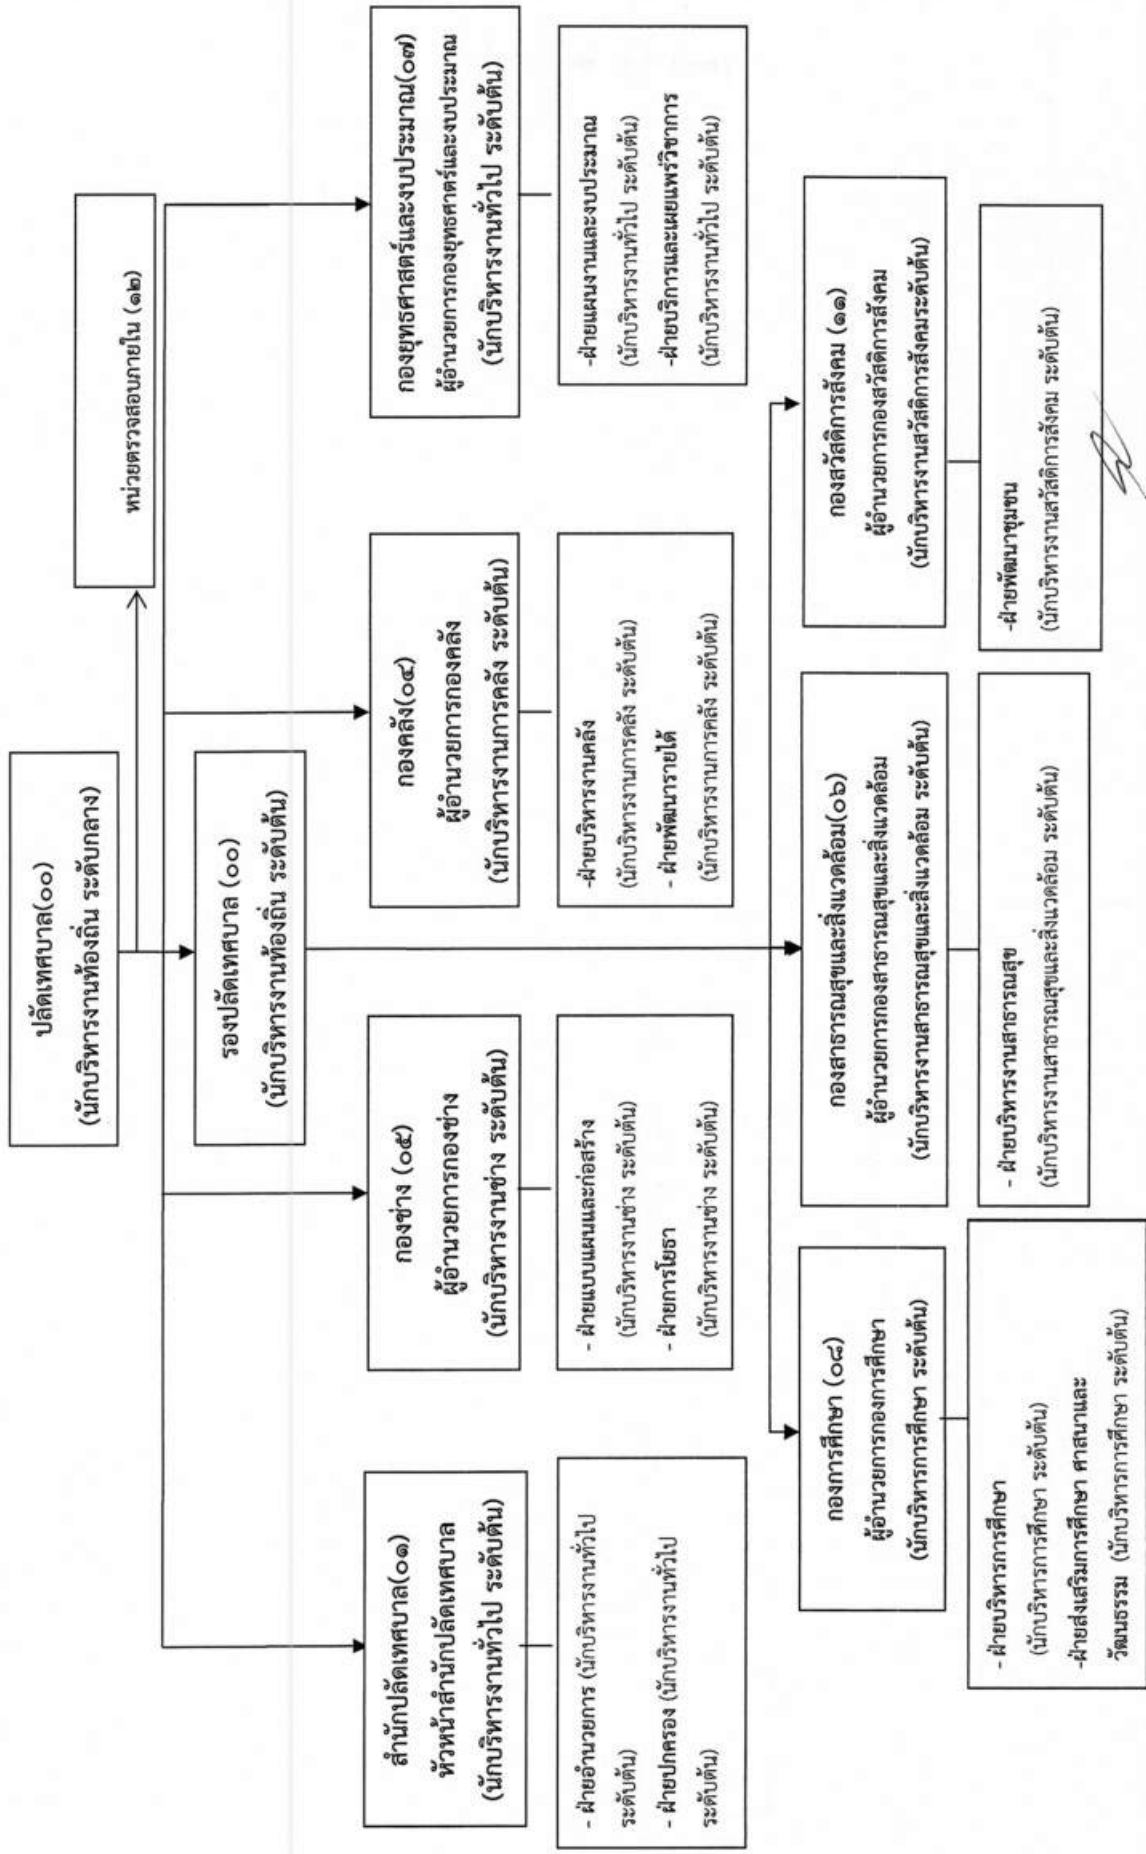 ปลัดเทศบาล(๐๐)
(นักบริหารงานท้องถิ่น ระดับกลาง)
หน่วยตรวจสอบภายใน (๑๒)
รองปลัดเทศบาล (๐๐)
(นักบริหารงานท้องถิ่น ระดับต้น)
สำนักปลัดเทศบาล(๐๑)
หัวหน้าสำนักปลัดเทศบาล
(นักบริหารงานทั่วไป ระดับต้น)
- ฝ่ายอำนวยการ (นักบริหารงานทั่วไป
ระดับต้น)
- ฝ่ายปกครอง (นักบริหารงานทั่วไป
ระดับต้น)
กองช่าง (๐๕)
ผู้อำนวยการกองช่าง
(นักบริหารงานช่าง ระดับต้น)
- ฝ่ายแบบแผนและก่อสร้าง
(นักบริหารงานช่าง ระดับต้น)
- ฝ่ายการโยธา
(นักบริหารงานช่าง ระดับต้น)
กองคลัง(๐๔)
ผู้อำนวยการกองคลัง
(นักบริหารงานการคลัง ระดับต้น)
-ฝ่ายบริหารงานคลัง
(นักบริหารงานการคลัง ระดับต้น)
- ฝ่ายพัฒนารายได้
(นักบริหารงานการคลัง ระดับต้น)
กองยุทธศาสตร์และงบประมาณ(๐๗)
ผู้อำนวยการกองยุทธศาตร์และงบประมาณ
(นักบริหารงานทั่วไป ระดับต้น)
-ฝ่ายแผนงานและงบประมาณ
(นักบริหารงานทั่วไป ระดับต้น)
-ฝ่ายบริการและเผยแพร่วิชาการ
(นักบริหารงานทั่วไป ระดับต้น)
กองการศึกษา (๐๘)
ผู้อำนวยการกองการศึกษา
(นักบริหารการศึกษา ระดับต้น)
- ฝ่ายบริหารการศึกษา
(นักบริหารการศึกษา ระดับต้น)
-ฝ่ายส่งเสริมการศึกษา ศาสนาและ
วัฒนธรรม (นักบริหารการศึกษา ระดับต้น)
กองสาธารณสุขและสิ่งแวดล้อม(๐๖)
ผู้อำนวยการกองสาธารณสุขและสิ่งแวดล้อม
(นักบริหารงานสาธารณสุขและสิ่งแวดล้อม ระดับต้น)
- ฝ่ายบริหารงานสาธารณสุข
(นักบริหารงานสาธารณสุขและสิ่งแวดล้อม ระดับต้น)
กองสวัสดิการสังคม (๑๑)
ผู้อำนวยการกองสวัสดิการสังคม
(นักบริหารงานสวัสดิการสังคมระดับต้น)
-ฝ่ายพัฒนาชุมชน
(นักบริหารงานสวัสดิการสังคม ระดับต้น)